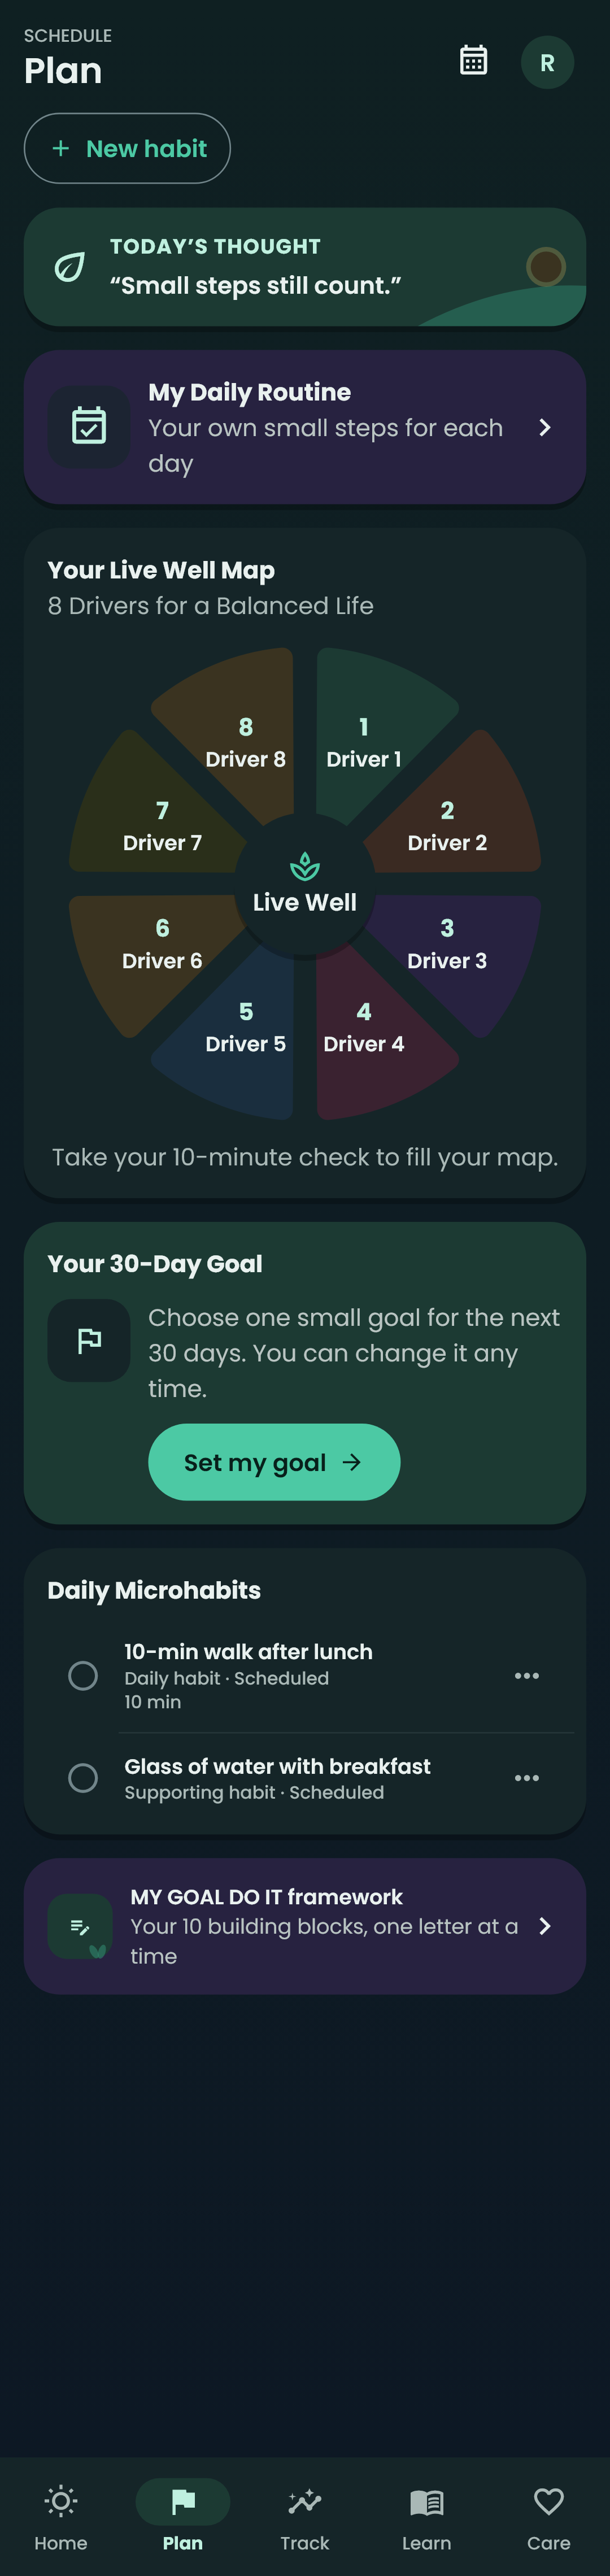 SCHEDULE
Plan
R
+ New habit
TODAY’S THOUGHT
“Small steps still count.”
My Daily Routine
Your own small steps for each
day
Your Live Well Map
8 Drivers for a Balanced Life
8
Driver 8
1
Driver 1
7
Driver 7
2
Driver 2
Live Well
6
Driver 6
3
Driver 3
5
Driver 5
4
Driver 4
Take your 10-minute check to fill your map.
Your 30-Day Goal
Choose one small goal for the next
30 days. You can change it any
time.
Set my goal →
Daily Microhabits
10-min walk after lunch
Daily habit · Scheduled
10 min
Glass of water with breakfast
Supporting habit · Scheduled
MY GOAL DO IT framework
Your 10 building blocks, one letter at a
time
Home
Plan
Track
Learn
Care